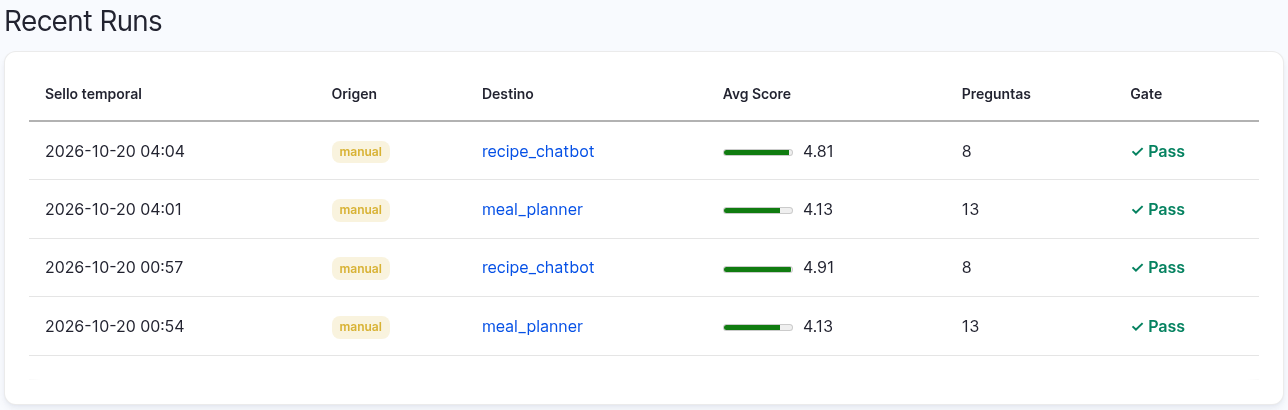 Recent Runs
Sello temporal Origen Destino Avg Score Preguntas Gate
2026-10-20 04:04 manual recipe_chatbot 4.81 8 ✓ Pass
2026-10-20 04:01 manual meal_planner 4.13 13 ✓ Pass
2026-10-20 00:57 manual recipe_chatbot 4.91 8 ✓ Pass
2026-10-20 00:54 manual meal_planner 4.13 13 ✓ Pass